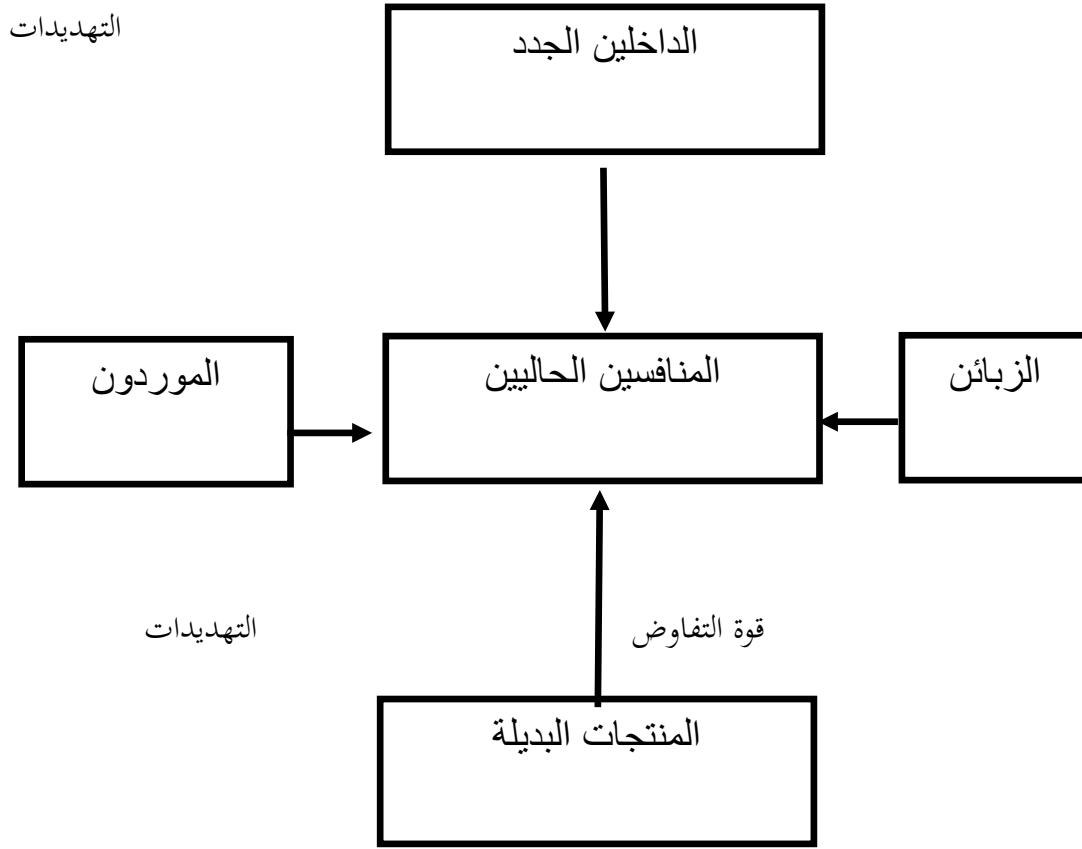 التهديدات
الداخلين الجدد
الزبائن
المنافسين الحاليين
الموردون
قوة التفاوض
التهديدات
المنتجات البديلة